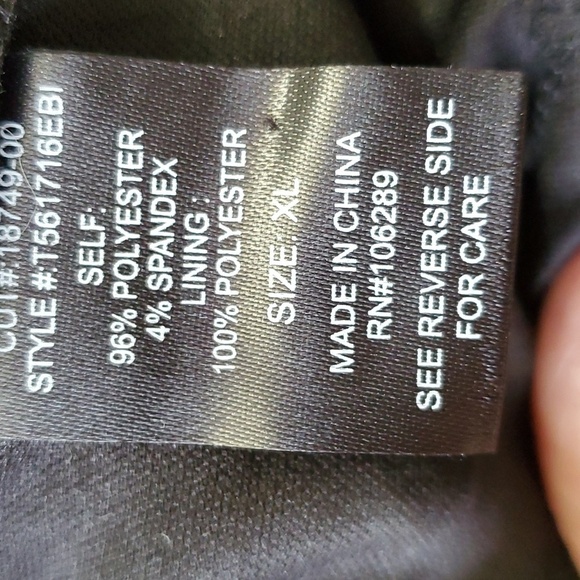 CUT#:18749-00
STYLE #:T561716EBI
SELF:
96% POLYESTER
4% SPANDEX
LINING :
100% POLYESTER
SIZE: XL
MADE IN CHINA
RN#106289
SEE REVERSE SIDE
FOR CARE